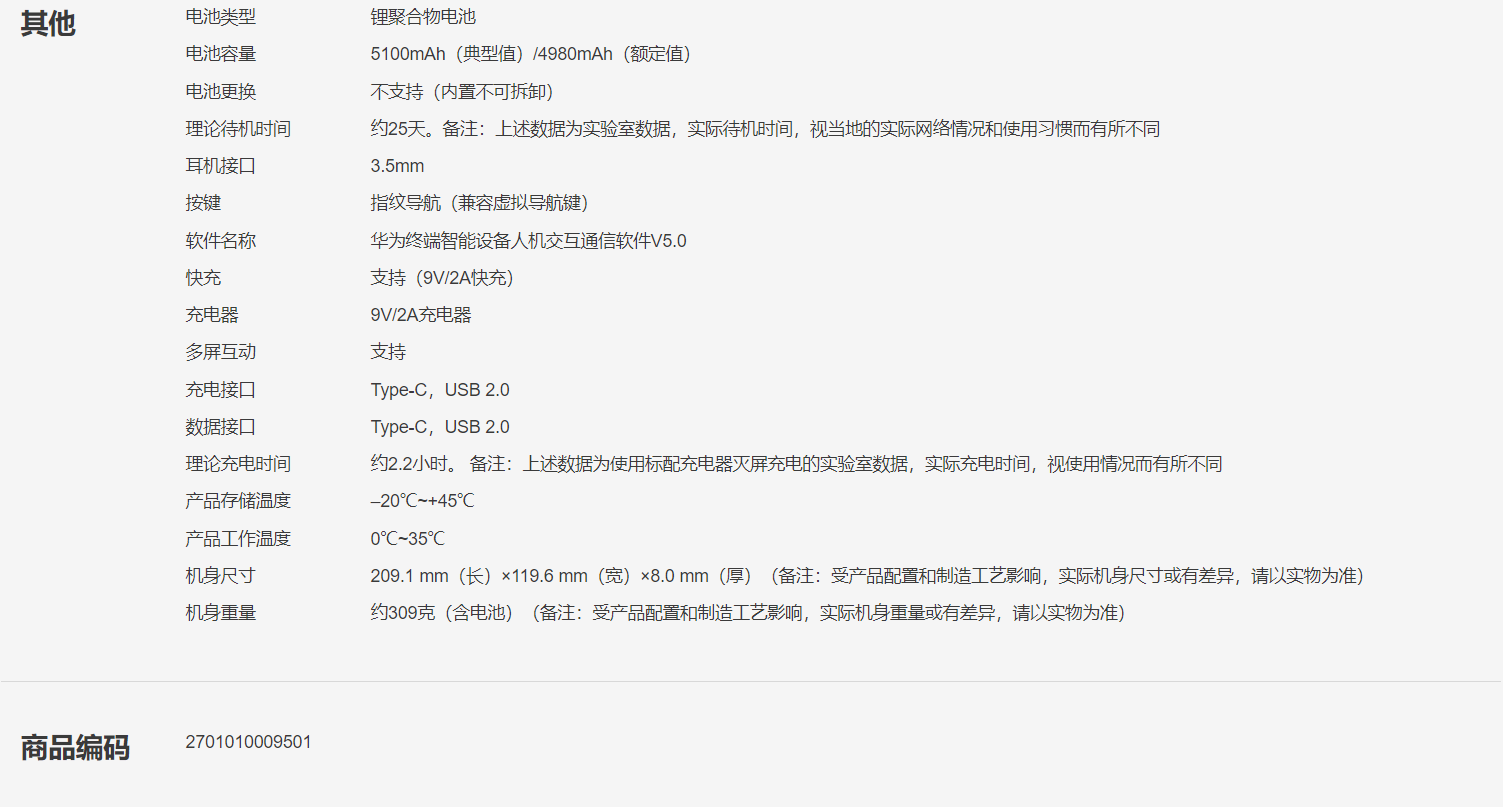 其他
电池类型 锂聚合物电池
电池容量 5100mAh（典型值）/4980mAh（额定值）
电池更换 不支持（内置不可拆卸）
理论待机时间 约25天。备注：上述数据为实验室数据，实际待机时间，视当地的实际网络情况和使用习惯而有所不同
耳机接口 3.5mm
按键 指纹导航（兼容虚拟导航键）
软件名称 华为终端智能设备人机交互通信软件V5.0
快充 支持（9V/2A快充）
充电器 9V/2A充电器
多屏互动 支持
充电接口 Type-C，USB 2.0
数据接口 Type-C，USB 2.0
理论充电时间 约2.2小时。 备注：上述数据为使用标配充电器灭屏充电的实验室数据，实际充电时间，视使用情况而有所不同
产品存储温度 –20℃~+45℃
产品工作温度 0℃~35℃
机身尺寸 209.1 mm（长）×119.6 mm（宽）×8.0 mm（厚）（备注：受产品配置和制造工艺影响，实际机身尺寸或有差异，请以实物为准）
机身重量 约309克（含电池）（备注：受产品配置和制造工艺影响，实际机身重量或有差异，请以实物为准）
商品编码 2701010009501